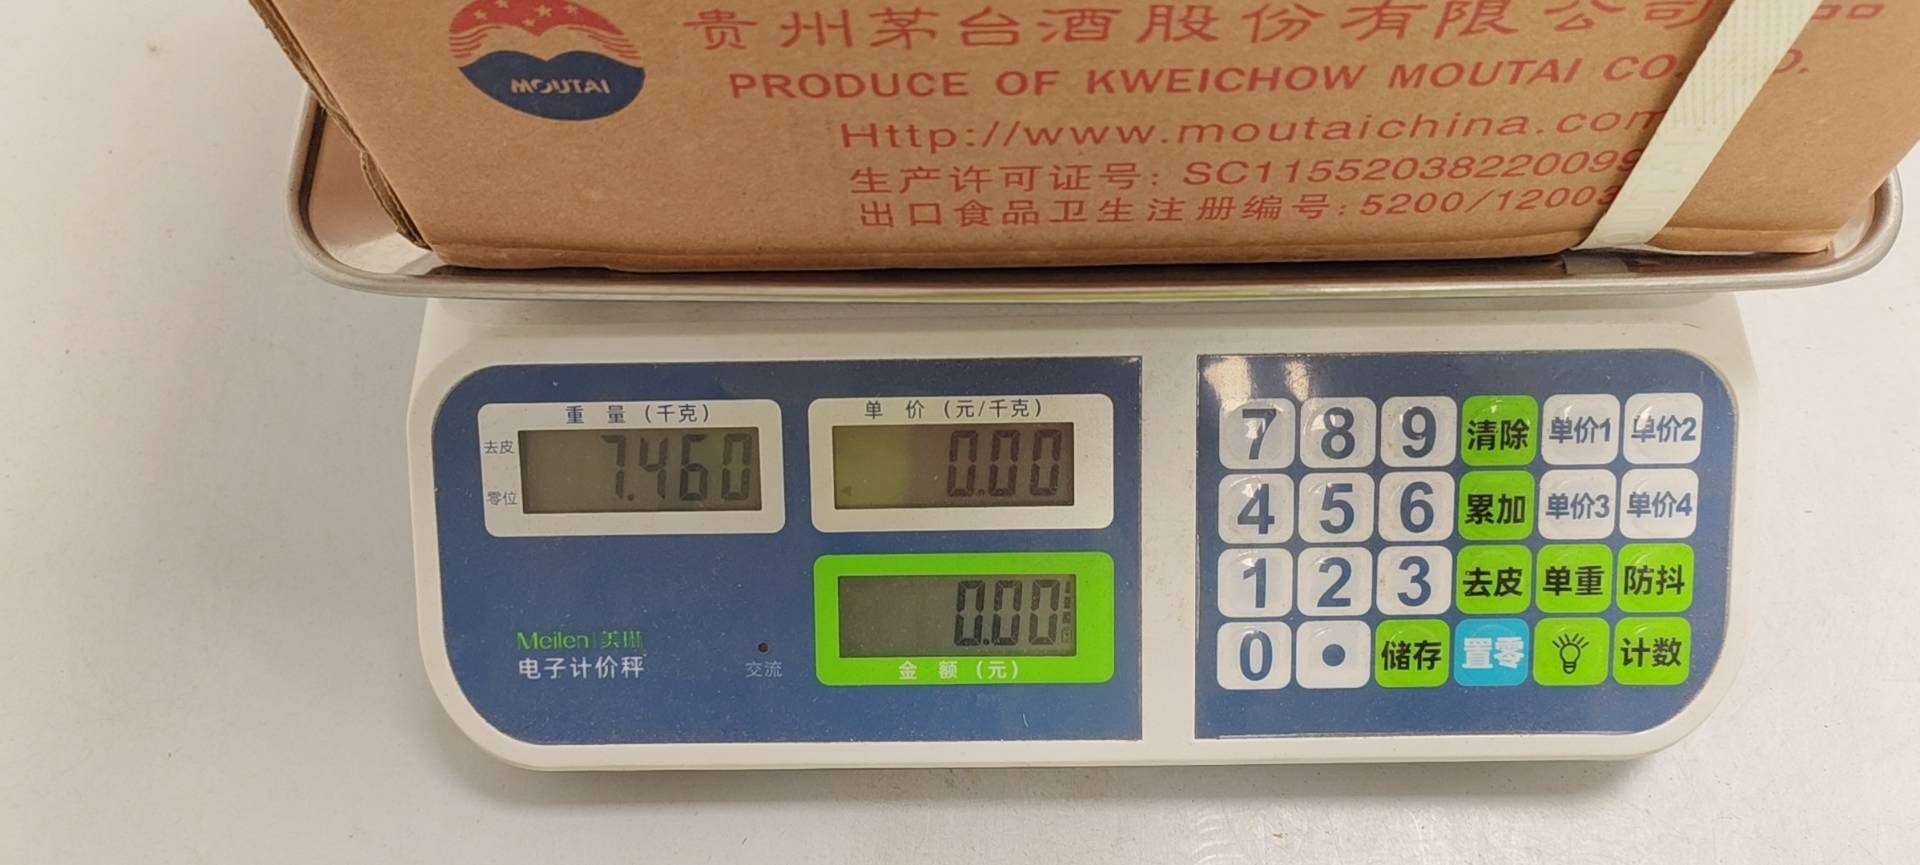 MOUTAI
贵州茅台酒股份有限公司
PRODUCE OF KWEICHOW MOUTAI CO.
Http://www.moutaichina.com
生产许可证号: SC1155203822009
出口食品卫生注册编号:5200/12003
重 量 (千克)
去皮
零位
7.460
单 价 (元/千克)
0.00
0.00
金 额 (元)
Meilen|美琳
电子计价秤
交流
7 8 9 清除 单价1 单价2
4 5 6 累加 单价3 单价4
1 2 3 去皮 单重 防抖
0 • 储存 置零 计数